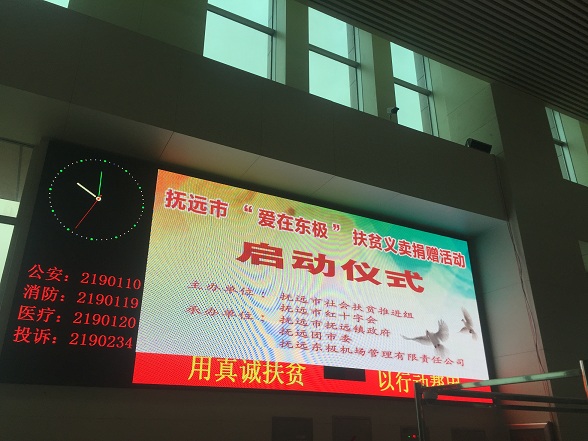 抚远市“爱在东极”扶贫义卖捐赠活动
启动仪式
主办单位：抚远市社会扶贫推进组
抚远市红十字会
承办单位：抚远市抚远镇政府
抚远团市委
抚远东极机场管理有限责任公司
公安：2190110
消防：2190119
医疗：2190120
投诉：2190234
用真诚扶贫
以行动